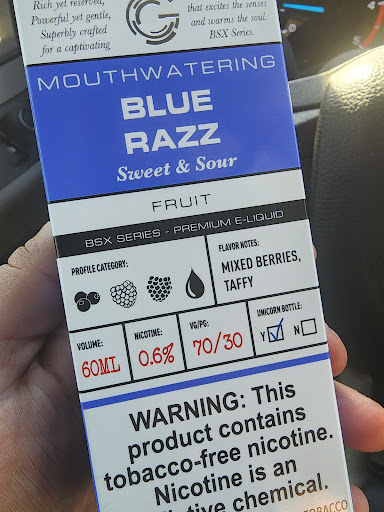 Rich yet reserved,
Powerful yet gentle,
Superbly crafted
for a captivating
that excites the senses
and warms the soul.
BSX Series.
MOUTHWATERING
BLUE
RAZZ
Sweet & Sour
FRUIT
BSX SERIES - PREMIUM E-LIQUID
PROFILE CATEGORY:
FLAVOR NOTES:
MIXED BERRIES,
TAFFY
VOLUME:
60ML
NICOTINE:
0.6%
VG/PG:
70/30
UNICORN BOTTLE:
Y N
WARNING: This
product contains
tobacco-free nicotine.
Nicotine is an
chemical.
TOBACCO